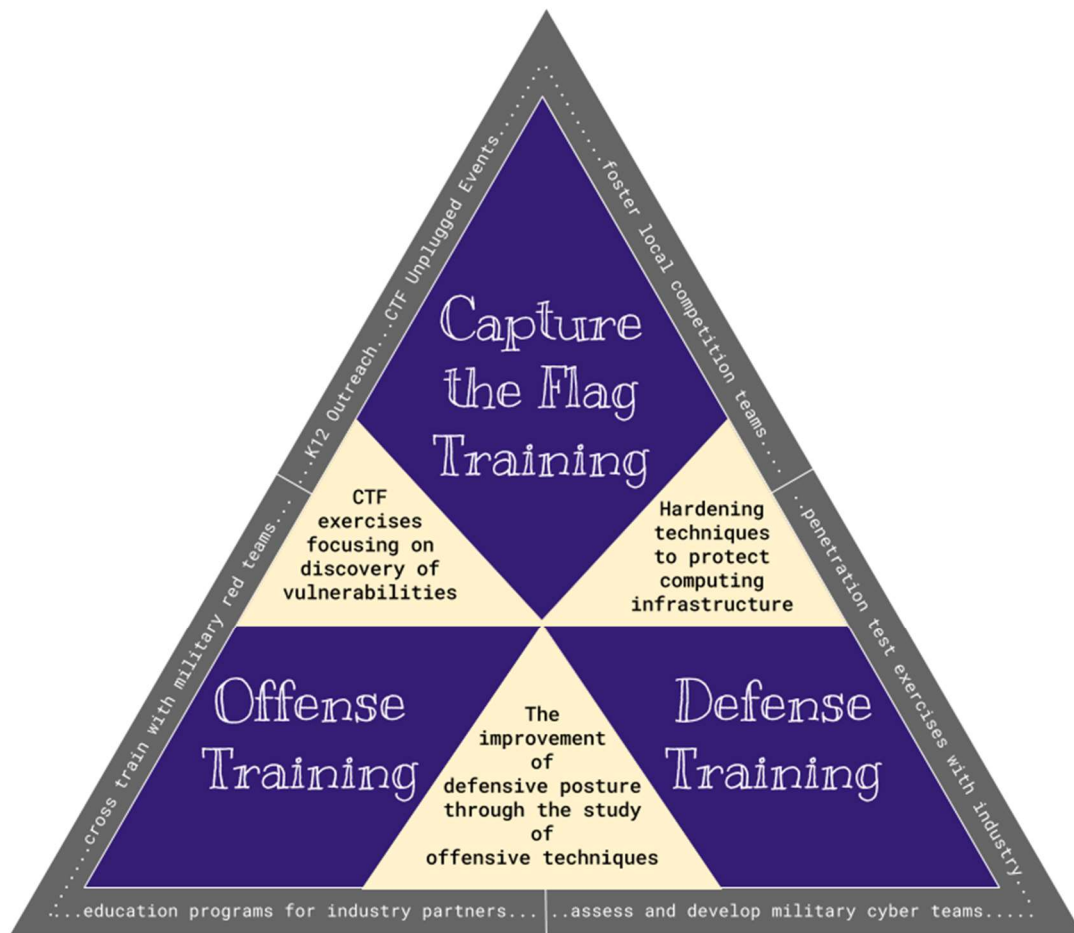 ...K12 Outreach...CTF Unplugged Events.......
.......foster local competition teams....
Capture
the Flag
Training
CTF
exercises
focusing on
discovery of
vulnerabilities
Hardening
techniques
to protect
computing
infrastructure
......cross train with military red teams...
..penetration test exercises with industry...
Offense
Training
The
improvement
of
defensive posture
through the study
of
offensive techniques
Defense
Training
....education programs for industry partners...
..assess and develop military cyber teams.....